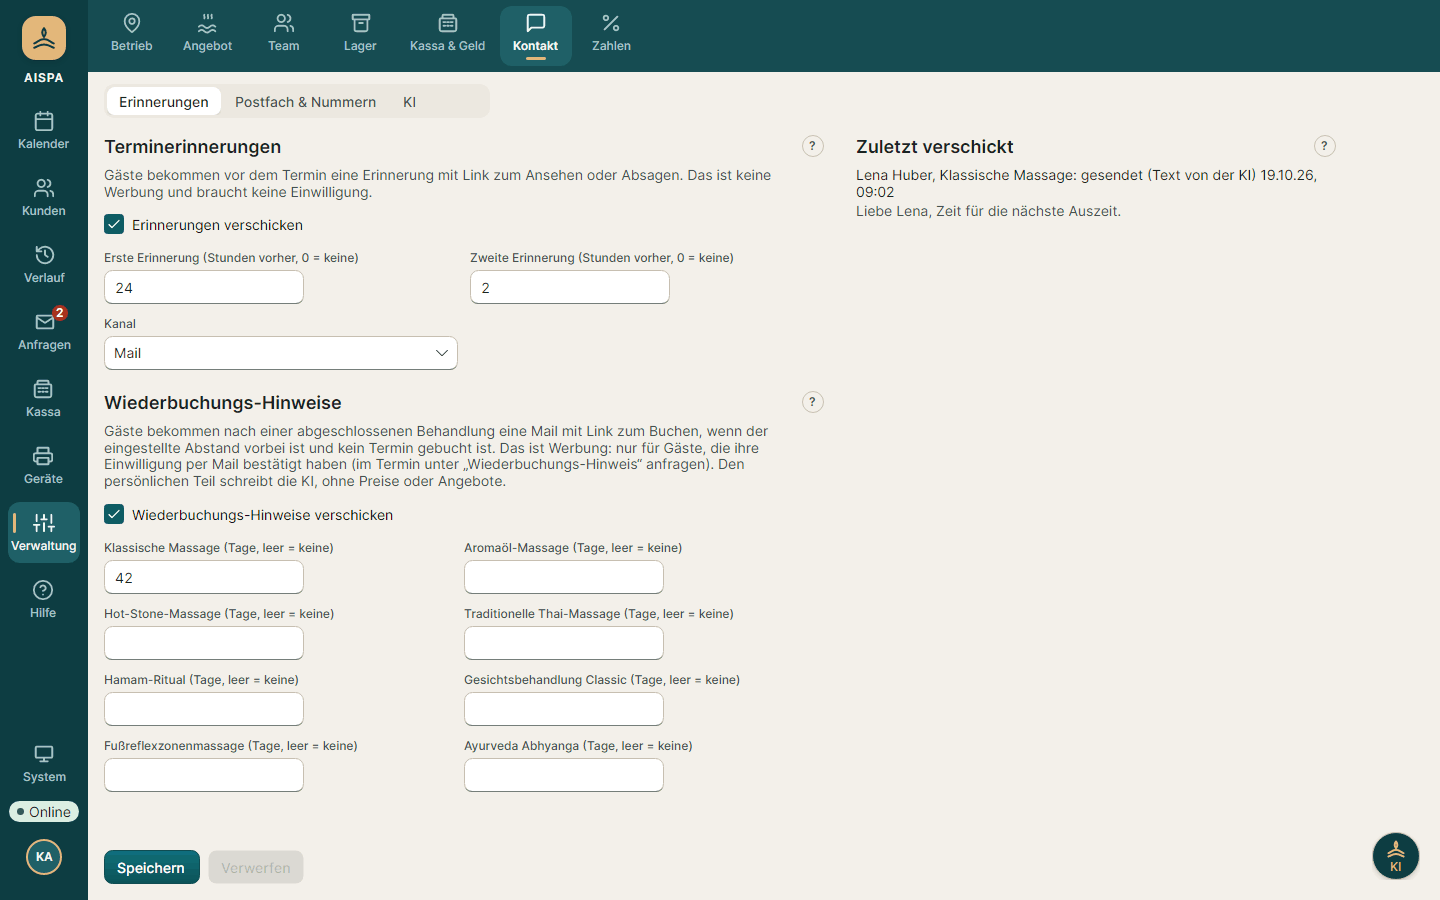 AISPA
Kalender
Kunden
Verlauf
2
Anfragen
Kassa
Geräte
Verwaltung
Hilfe
System
Online
KA
Betrieb
Angebot
Team
Lager
Kassa & Geld
Kontakt
Zahlen
Erinnerungen
Postfach & Nummern
KI
Terminerinnerungen
?
Gäste bekommen vor dem Termin eine Erinnerung mit Link zum Ansehen oder Absagen. Das ist keine
Werbung und braucht keine Einwilligung.
Erinnerungen verschicken
Erste Erinnerung (Stunden vorher, 0 = keine)
24
Zweite Erinnerung (Stunden vorher, 0 = keine)
2
Kanal
Mail
Wiederbuchungs-Hinweise
?
Gäste bekommen nach einer abgeschlossenen Behandlung eine Mail mit Link zum Buchen, wenn der
eingestellte Abstand vorbei ist und kein Termin gebucht ist. Das ist Werbung: nur für Gäste, die ihre
Einwilligung per Mail bestätigt haben (im Termin unter „Wiederbuchungs-Hinweis“ anfragen). Den
persönlichen Teil schreibt die KI, ohne Preise oder Angebote.
Wiederbuchungs-Hinweise verschicken
Klassische Massage (Tage, leer = keine)
42
Aromaöl-Massage (Tage, leer = keine)
Hot-Stone-Massage (Tage, leer = keine)
Traditionelle Thai-Massage (Tage, leer = keine)
Hamam-Ritual (Tage, leer = keine)
Gesichtsbehandlung Classic (Tage, leer = keine)
Fußreflexzonenmassage (Tage, leer = keine)
Ayurveda Abhyanga (Tage, leer = keine)
Speichern
Verwerfen
Zuletzt verschickt
?
Lena Huber, Klassische Massage: gesendet (Text von der KI) 19.10.26,
09:02
Liebe Lena, Zeit für die nächste Auszeit.
KI